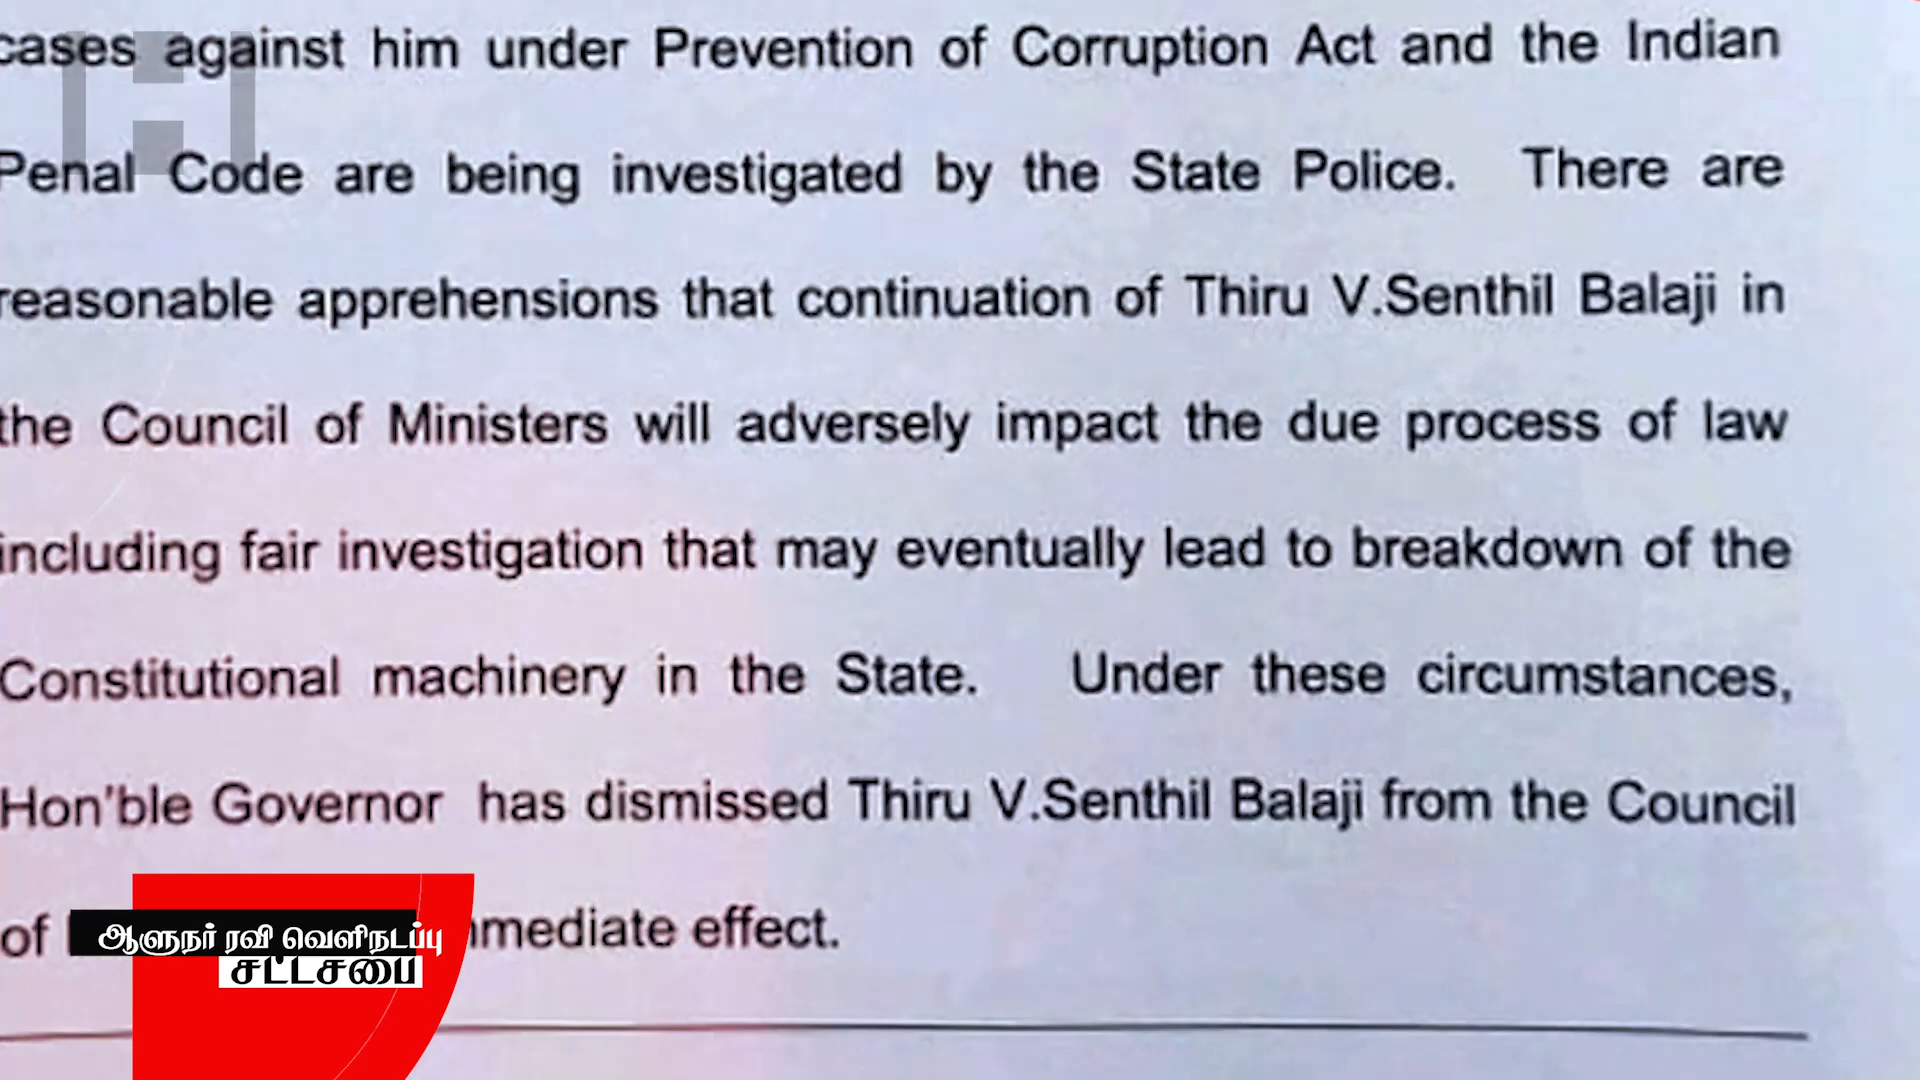 cases against him under Prevention of Corruption Act and the Indian
Penal Code are being investigated by the State Police. There are
reasonable apprehensions that continuation of Thiru V.Senthil Balaji in
the Council of Ministers will adversely impact the due process of law
including fair investigation that may eventually lead to breakdown of the
Constitutional machinery in the State. Under these circumstances,
Hon'ble Governor has dismissed Thiru V.Senthil Balaji from the Council
of mmediate effect.
ஆளுநர் ரவி வெளிநடப்பு
சட்டசபை